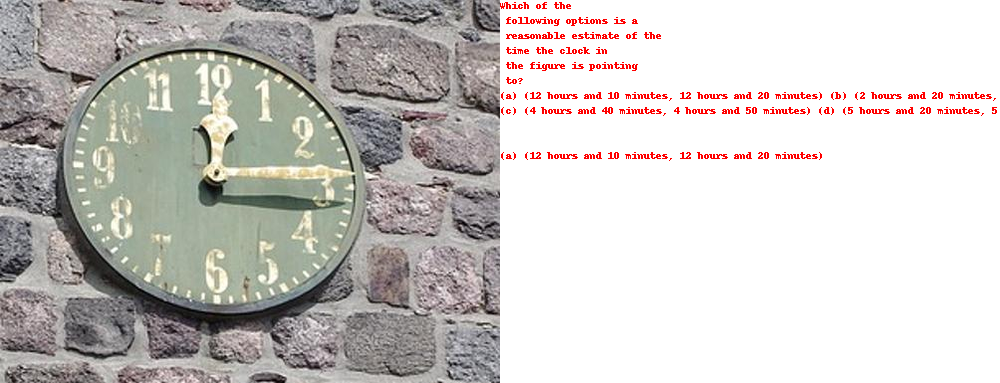 12
11
1
10
2
9
3
8
4
7
5
6
Which of the
following options is a
reasonable estimate of the
time the clock in
the figure is pointing
to?
(a) (12 hours and 10 minutes, 12 hours and 20 minutes) (b) (2 hours and 20 minutes,
(c) (4 hours and 40 minutes, 4 hours and 50 minutes) (d) (5 hours and 20 minutes, 5
(a) (12 hours and 10 minutes, 12 hours and 20 minutes)